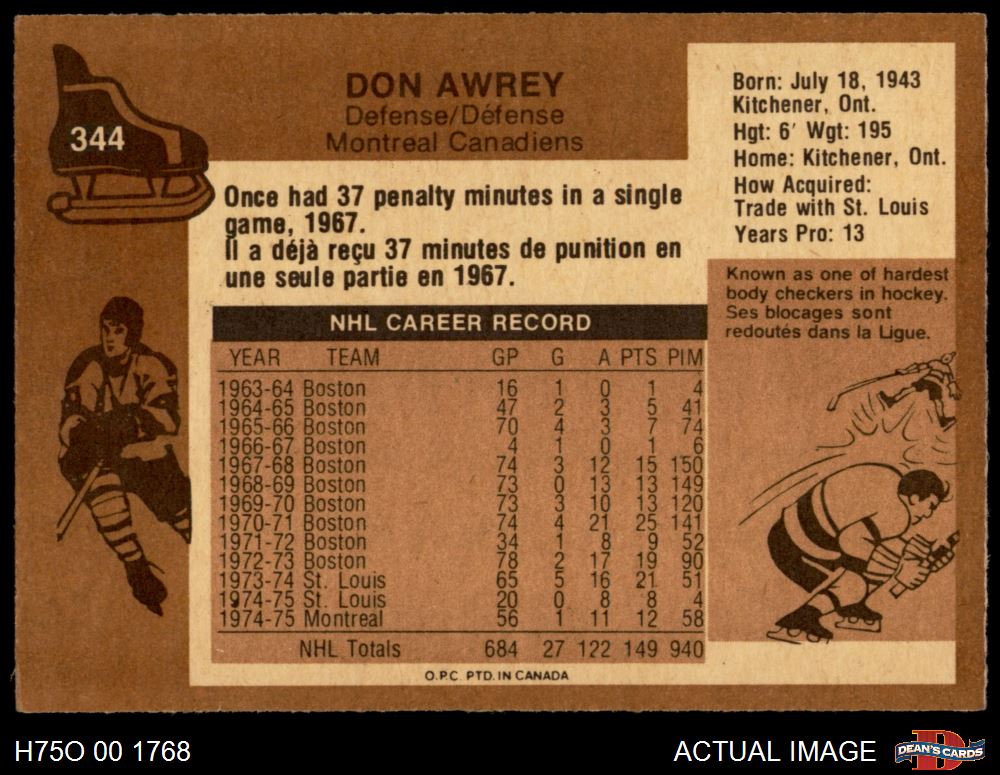 344
DON AWREY
Defense/Défense
Montreal Canadiens
Born: July 18, 1943
Kitchener, Ont.
Hgt: 6' Wgt: 195
Home: Kitchener, Ont.
How Acquired:
Trade with St. Louis
Years Pro: 13
Once had 37 penalty minutes in a single
game, 1967.
Il a déjà reçu 37 minutes de punition en
une seule partie en 1967.
Known as one of hardest
body checkers in hockey.
Ses blocages sont
redoutés dans la Ligue.
NHL CAREER RECORD
YEAR TEAM GP G A PTS PIM
1963-64 Boston 16 1 0 1 4
1964-65 Boston 47 2 3 5 41
1965-66 Boston 70 4 3 7 74
1966-67 Boston 4 1 0 1 6
1967-68 Boston 74 3 12 15 150
1968-69 Boston 73 0 13 13 149
1969-70 Boston 73 3 10 13 120
1970-71 Boston 74 4 21 25 141
1971-72 Boston 34 1 8 9 52
1972-73 Boston 78 2 17 19 90
1973-74 St. Louis 65 5 16 21 51
1974-75 St. Louis 20 0 8 8 4
1974-75 Montreal 56 1 11 12 58
NHL Totals 684 27 122 149 940
O.P.C. PTD. IN CANADA
H75O 00 1768
ACTUAL IMAGE
D
DEAN'S CARDS